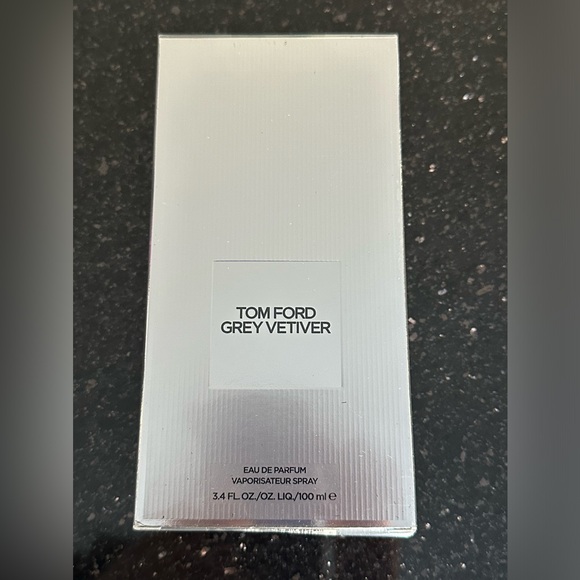 TOM FORD
GREY VETIVER
EAU DE PARFUM
VAPORISATEUR SPRAY
3.4 FL. OZ./OZ. LIQ./100 ml ℮